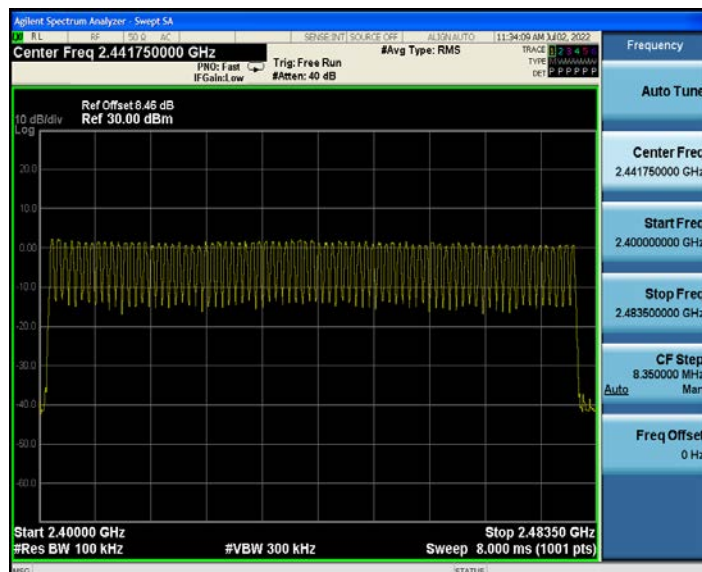 Agilent Spectrum Analyzer - Swept SA
RL RF 50 Ω AC SENSE:INT SOURCE OFF ALIGN AUTO 11:34:09 AM Jul 02, 2022
Center Freq 2.441750000 GHz
PNO: Fast
IFGain:Low
Trig: Free Run
#Atten: 40 dB
#Avg Type: RMS
TRACE 1 2 3 4 5 6
TYPE M W W W W W
DET P P P P P P
Ref Offset 8.46 dB
10 dB/div Ref 30.00 dBm
Log
20.0
10.0
0.00
-10.0
-20.0
-30.0
-40.0
-50.0
-60.0
Start 2.40000 GHz Stop 2.48350 GHz
#Res BW 100 kHz #VBW 300 kHz Sweep 8.000 ms (1001 pts)
MSG STATUS
Frequency
Auto Tune
Center Freq
2.441750000 GHz
Start Freq
2.400000000 GHz
Stop Freq
2.483500000 GHz
CF Step
8.350000 MHz
Auto Man
Freq Offset
0 Hz